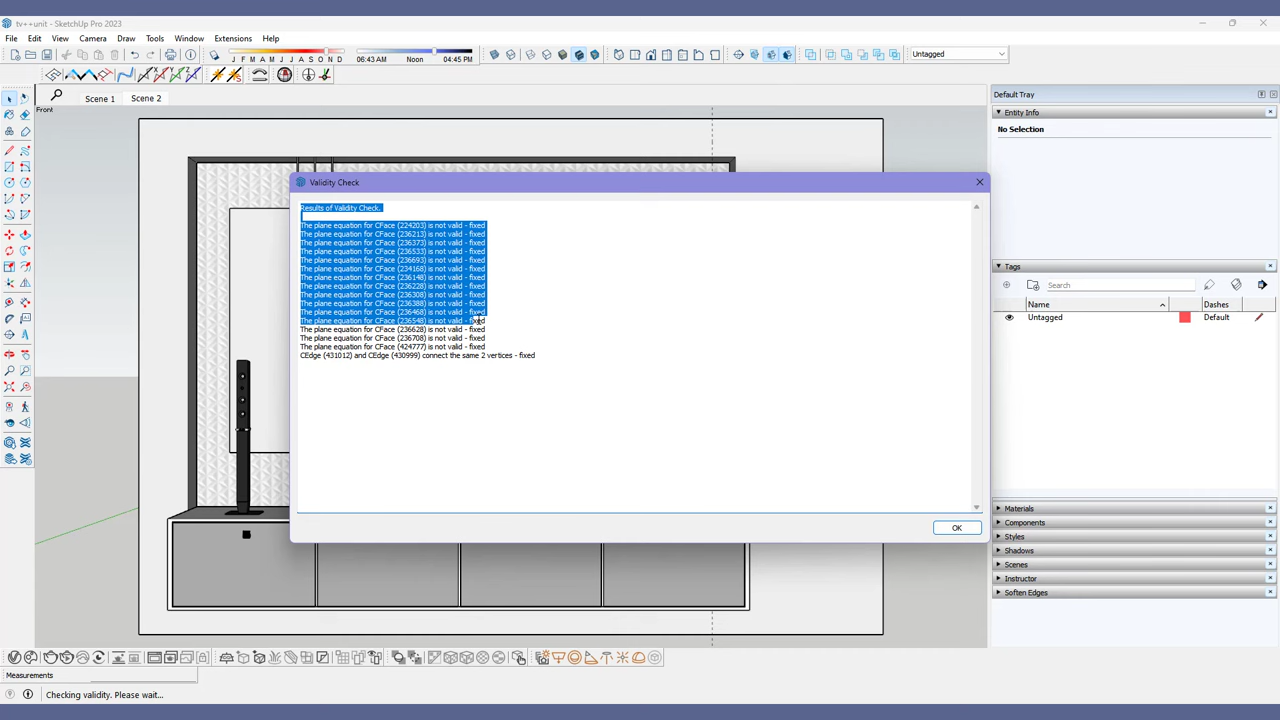 tv++unit - SketchUp Pro 2023
File Edit View Camera Draw Tools Window Extensions Help
J F M A M J J A S O N D
06:43 AM Noon 04:45 PM
Untagged
Scene 1 Scene 2
Front
Default Tray
Entity Info
No Selection
Validity Check
Results of Validity Check.
The plane equation for CFace (224203) is not valid - fixed
The plane equation for CFace (236213) is not valid - fixed
The plane equation for CFace (236373) is not valid - fixed
The plane equation for CFace (236533) is not valid - fixed
The plane equation for CFace (236693) is not valid - fixed
The plane equation for CFace (234168) is not valid - fixed
The plane equation for CFace (236148) is not valid - fixed
The plane equation for CFace (236228) is not valid - fixed
The plane equation for CFace (236308) is not valid - fixed
The plane equation for CFace (236388) is not valid - fixed
The plane equation for CFace (236468) is not valid - fixed
The plane equation for CFace (236548) is not valid - fixed
The plane equation for CFace (236628) is not valid - fixed
The plane equation for CFace (236708) is not valid - fixed
The plane equation for CFace (424777) is not valid - fixed
CEdge (431012) and CEdge (430999) connect the same 2 vertices - fixed
OK
Tags
Search
Name Dashes
Untagged Default
Materials
Components
Styles
Shadows
Scenes
Instructor
Soften Edges
Measurements
Checking validity. Please wait...